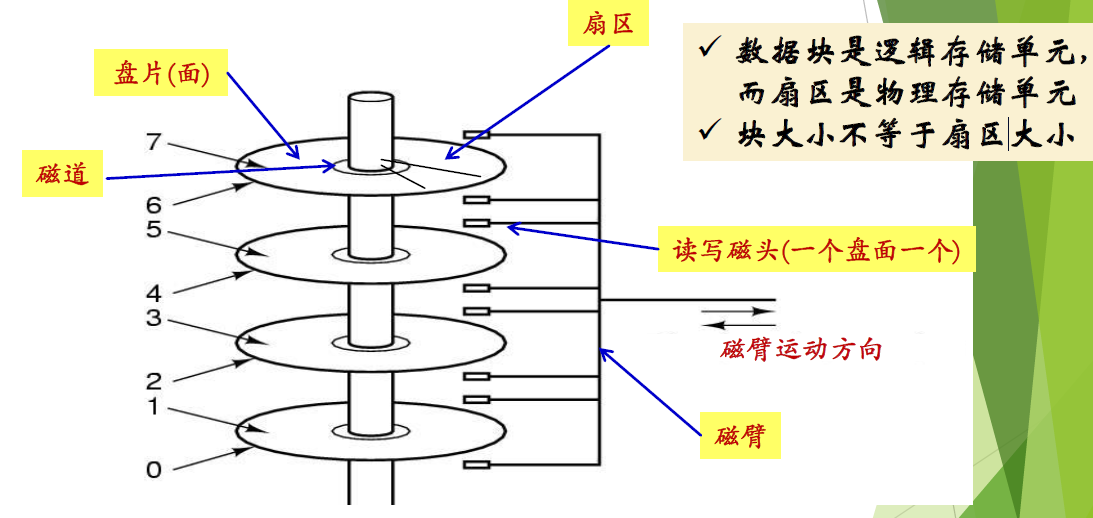 扇区
✓ 数据块是逻辑存储单元,
而扇区是物理存储单元
✓ 块大小不等于扇区大小
盘片(面)
7
磁道
6
5
读写磁头(一个盘面一个)
4
3
磁臂运动方向
2
1
磁臂
0